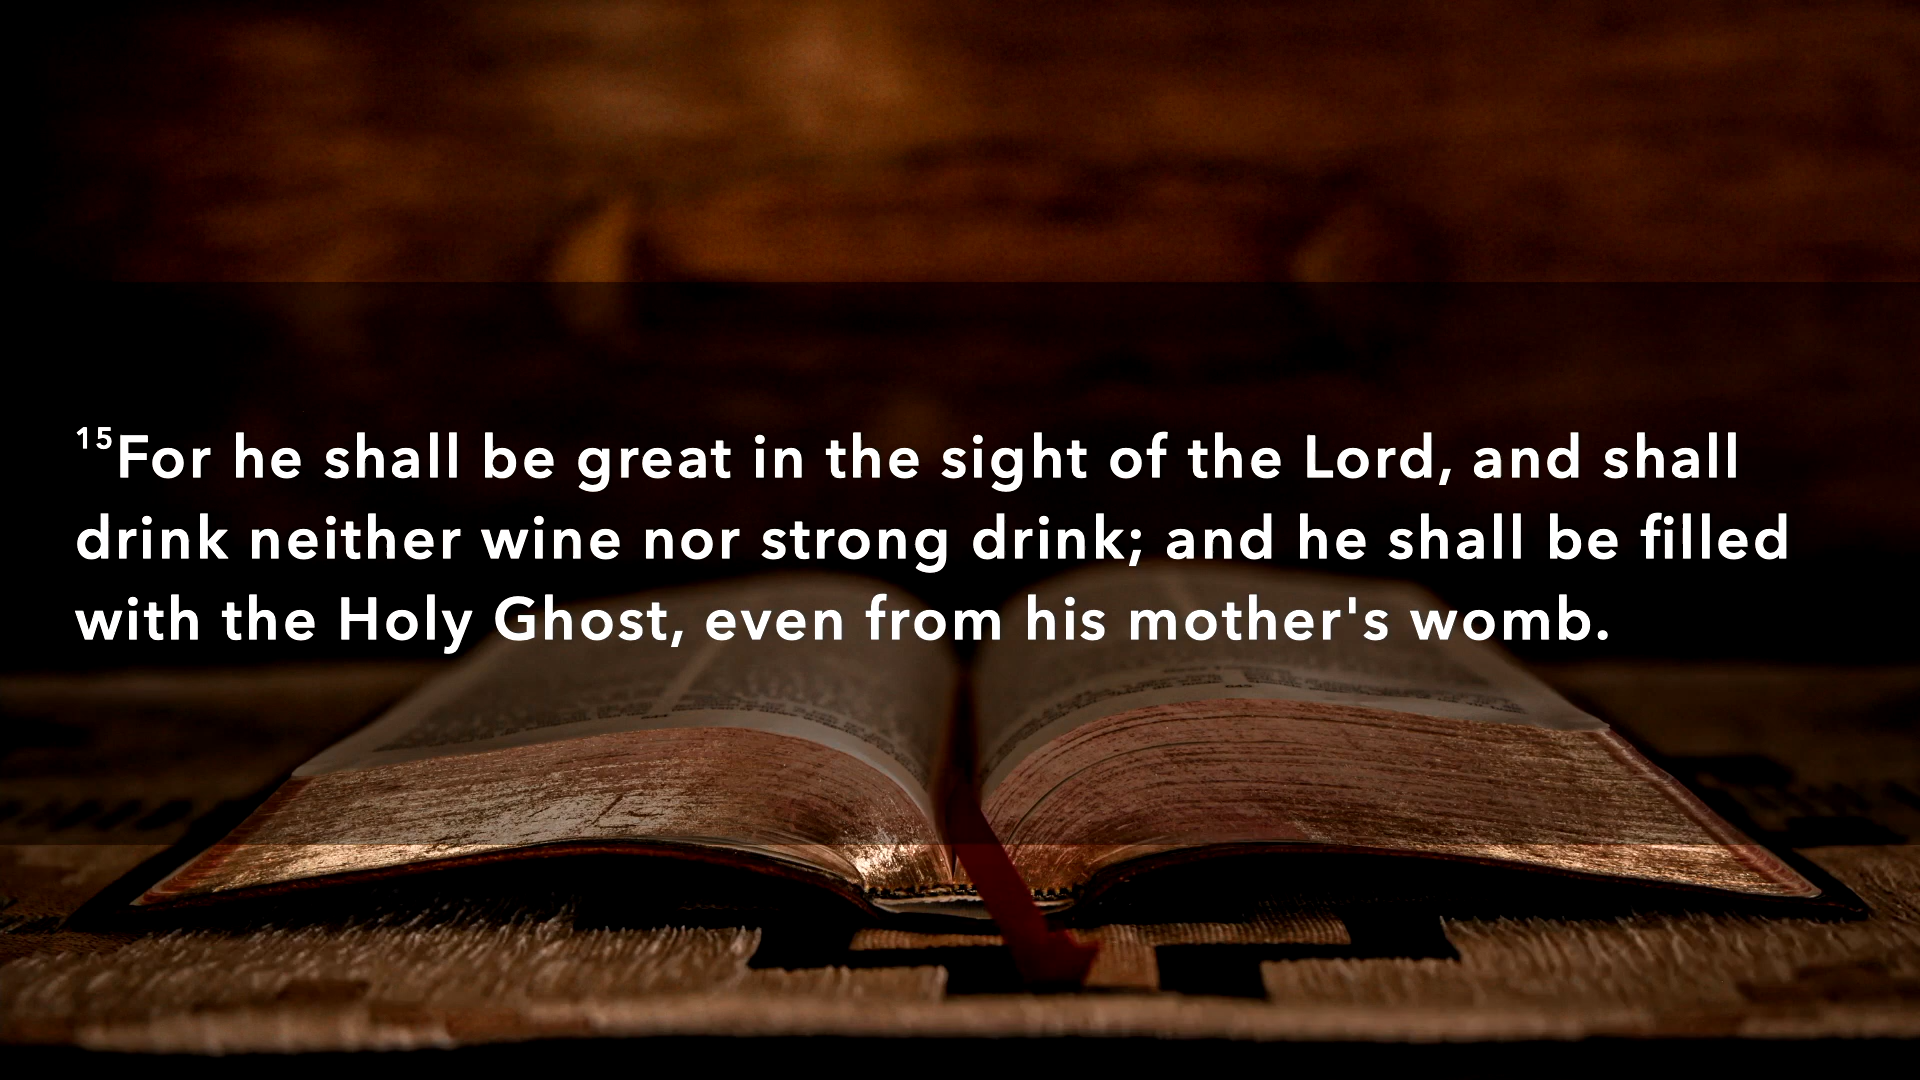 15For he shall be great in the sight of the Lord, and shall
drink neither wine nor strong drink; and he shall be filled
with the Holy Ghost, even from his mother's womb.